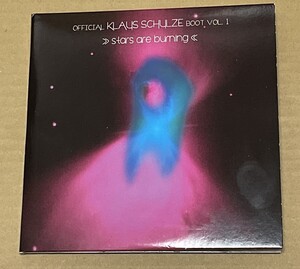 OFFICIAL KLAUS SCHULZE BOOT VOL. 1
» stars are burning «